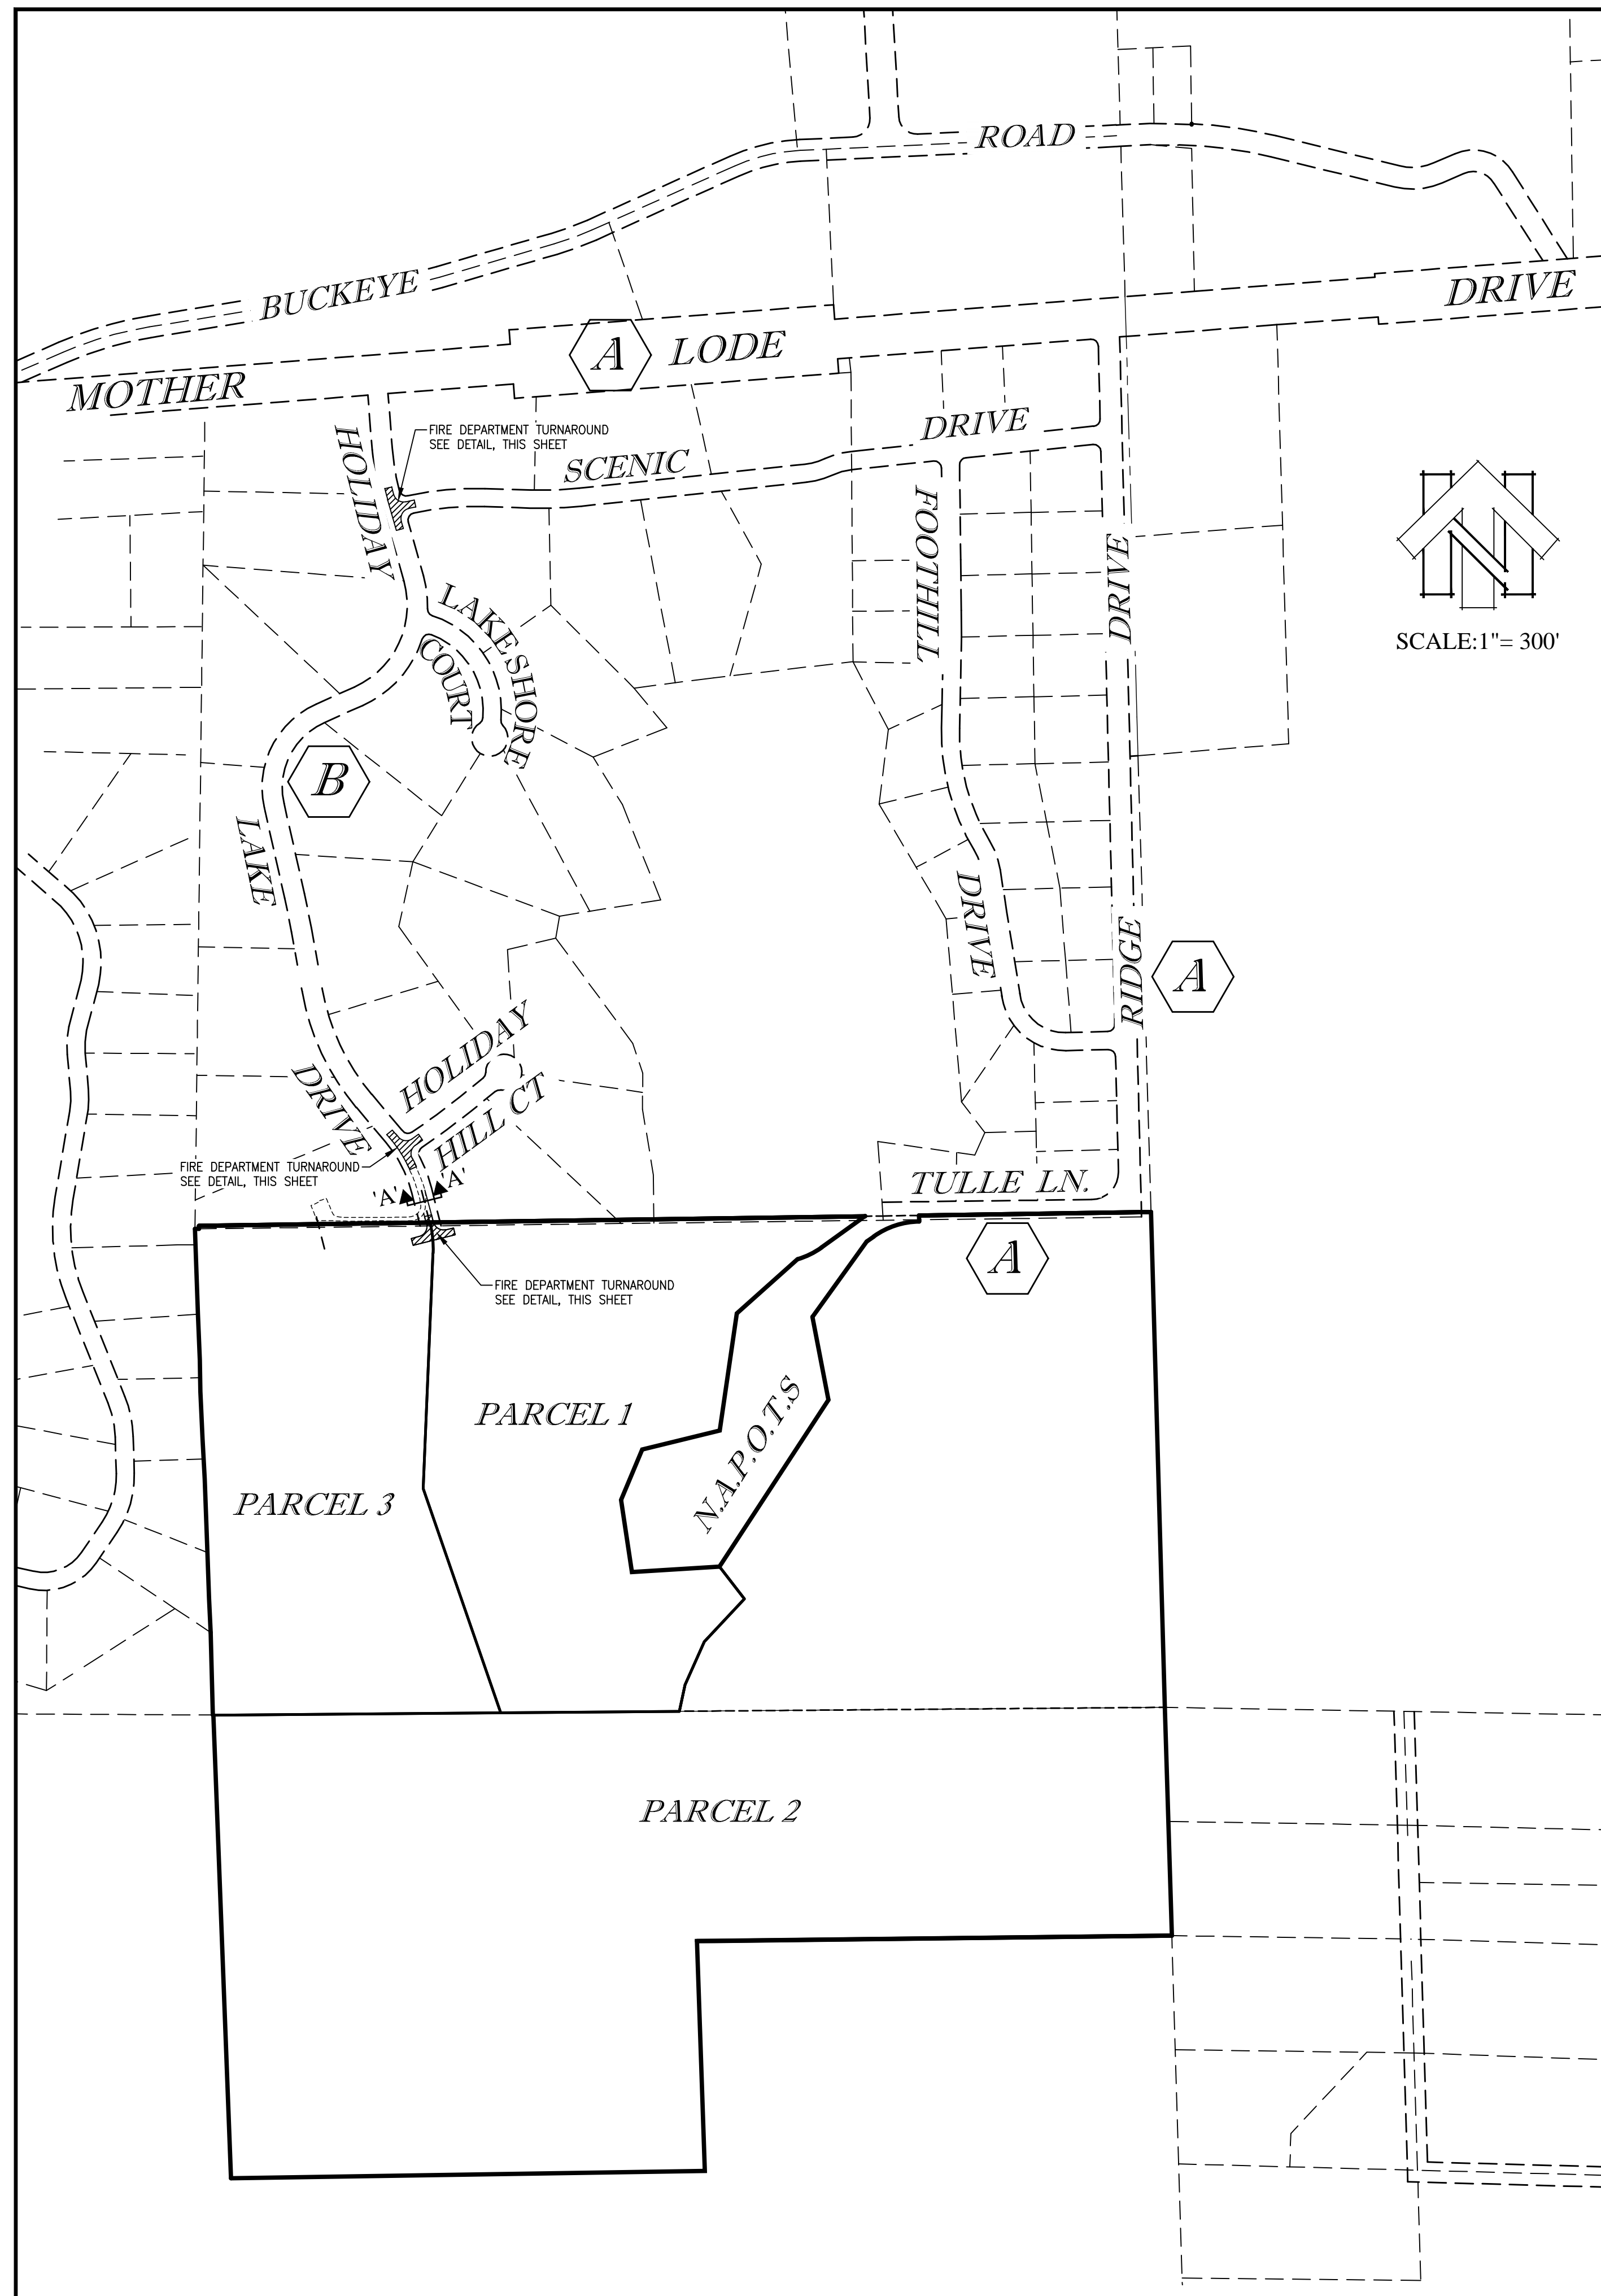 ROAD
BUCKEYE
DRIVE
A
MOTHER
LODE
FIRE DEPARTMENT TURNAROUND
SEE DETAIL, THIS SHEET
HOLIDAY
SCENIC
DRIVE
FOOTHILL
DRIVE
N
SCALE:1"= 300'
LAKESHORE
COURT
B
LAKE
DRIVE
RIDGE
A
HOLIDAY
HILL CT
DRIVE
FIRE DEPARTMENT TURNAROUND
SEE DETAIL, THIS SHEET
'A'
'A'
TULLE LN.
A
FIRE DEPARTMENT TURNAROUND
SEE DETAIL, THIS SHEET
PARCEL 1
N.A.P.O.T.S
PARCEL 3
PARCEL 2